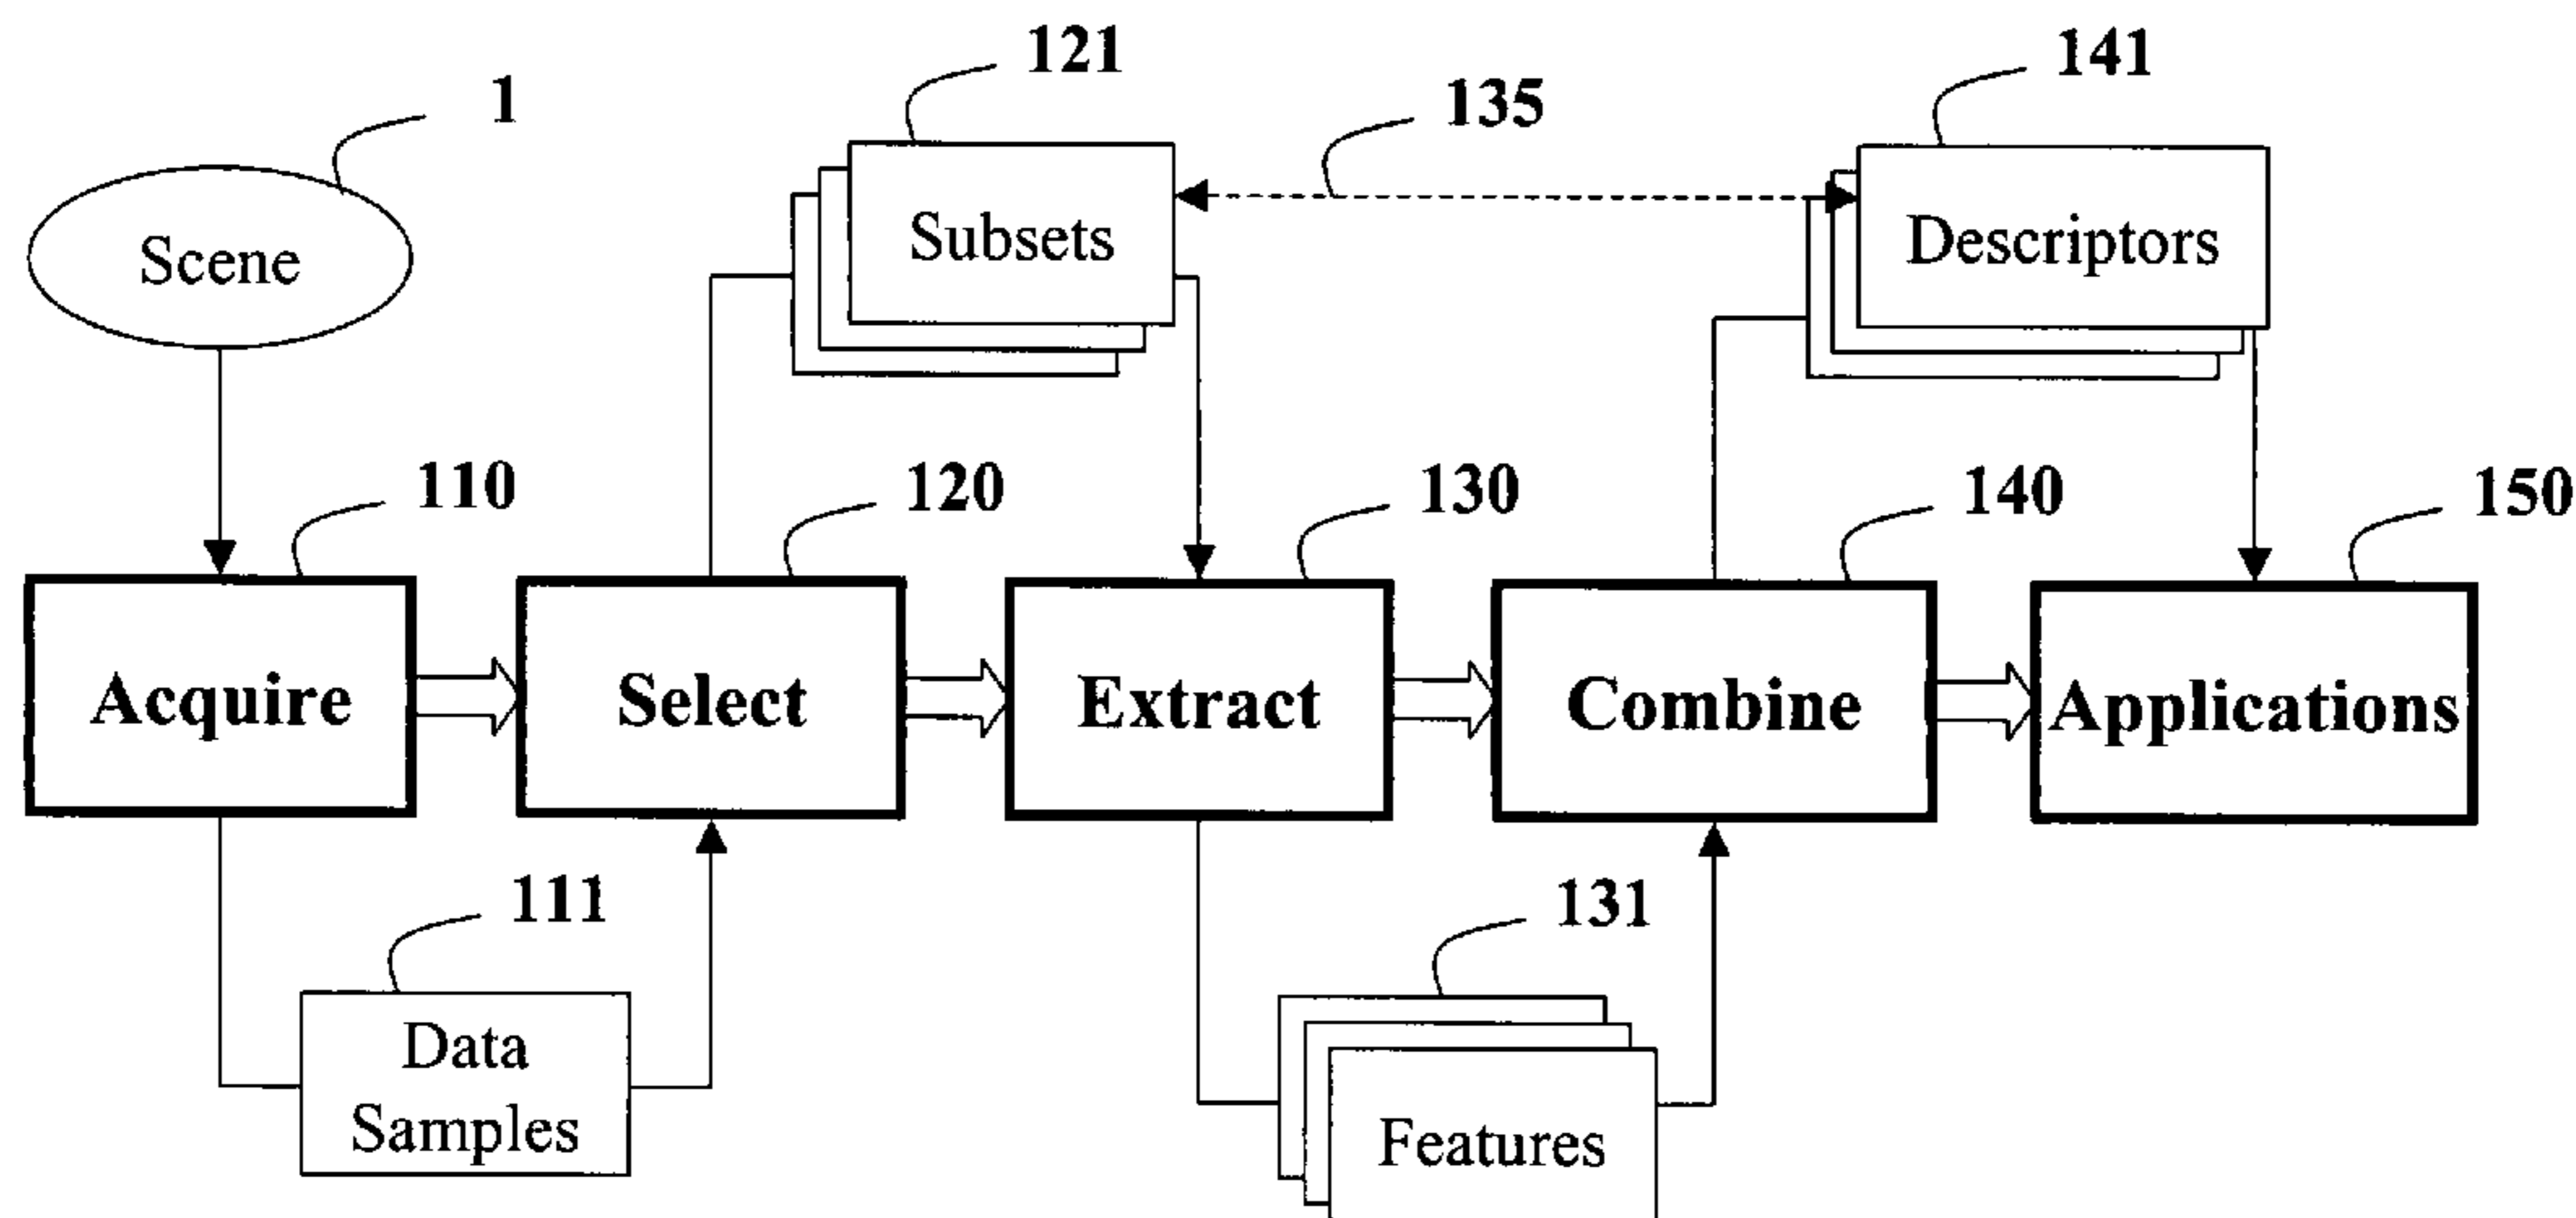 121
141
1
135
Subsets
Descriptors
Scene
110
120
130
140
150
Acquire
Select
Extract
Combine
Applications
111
131
Data
Samples
Features